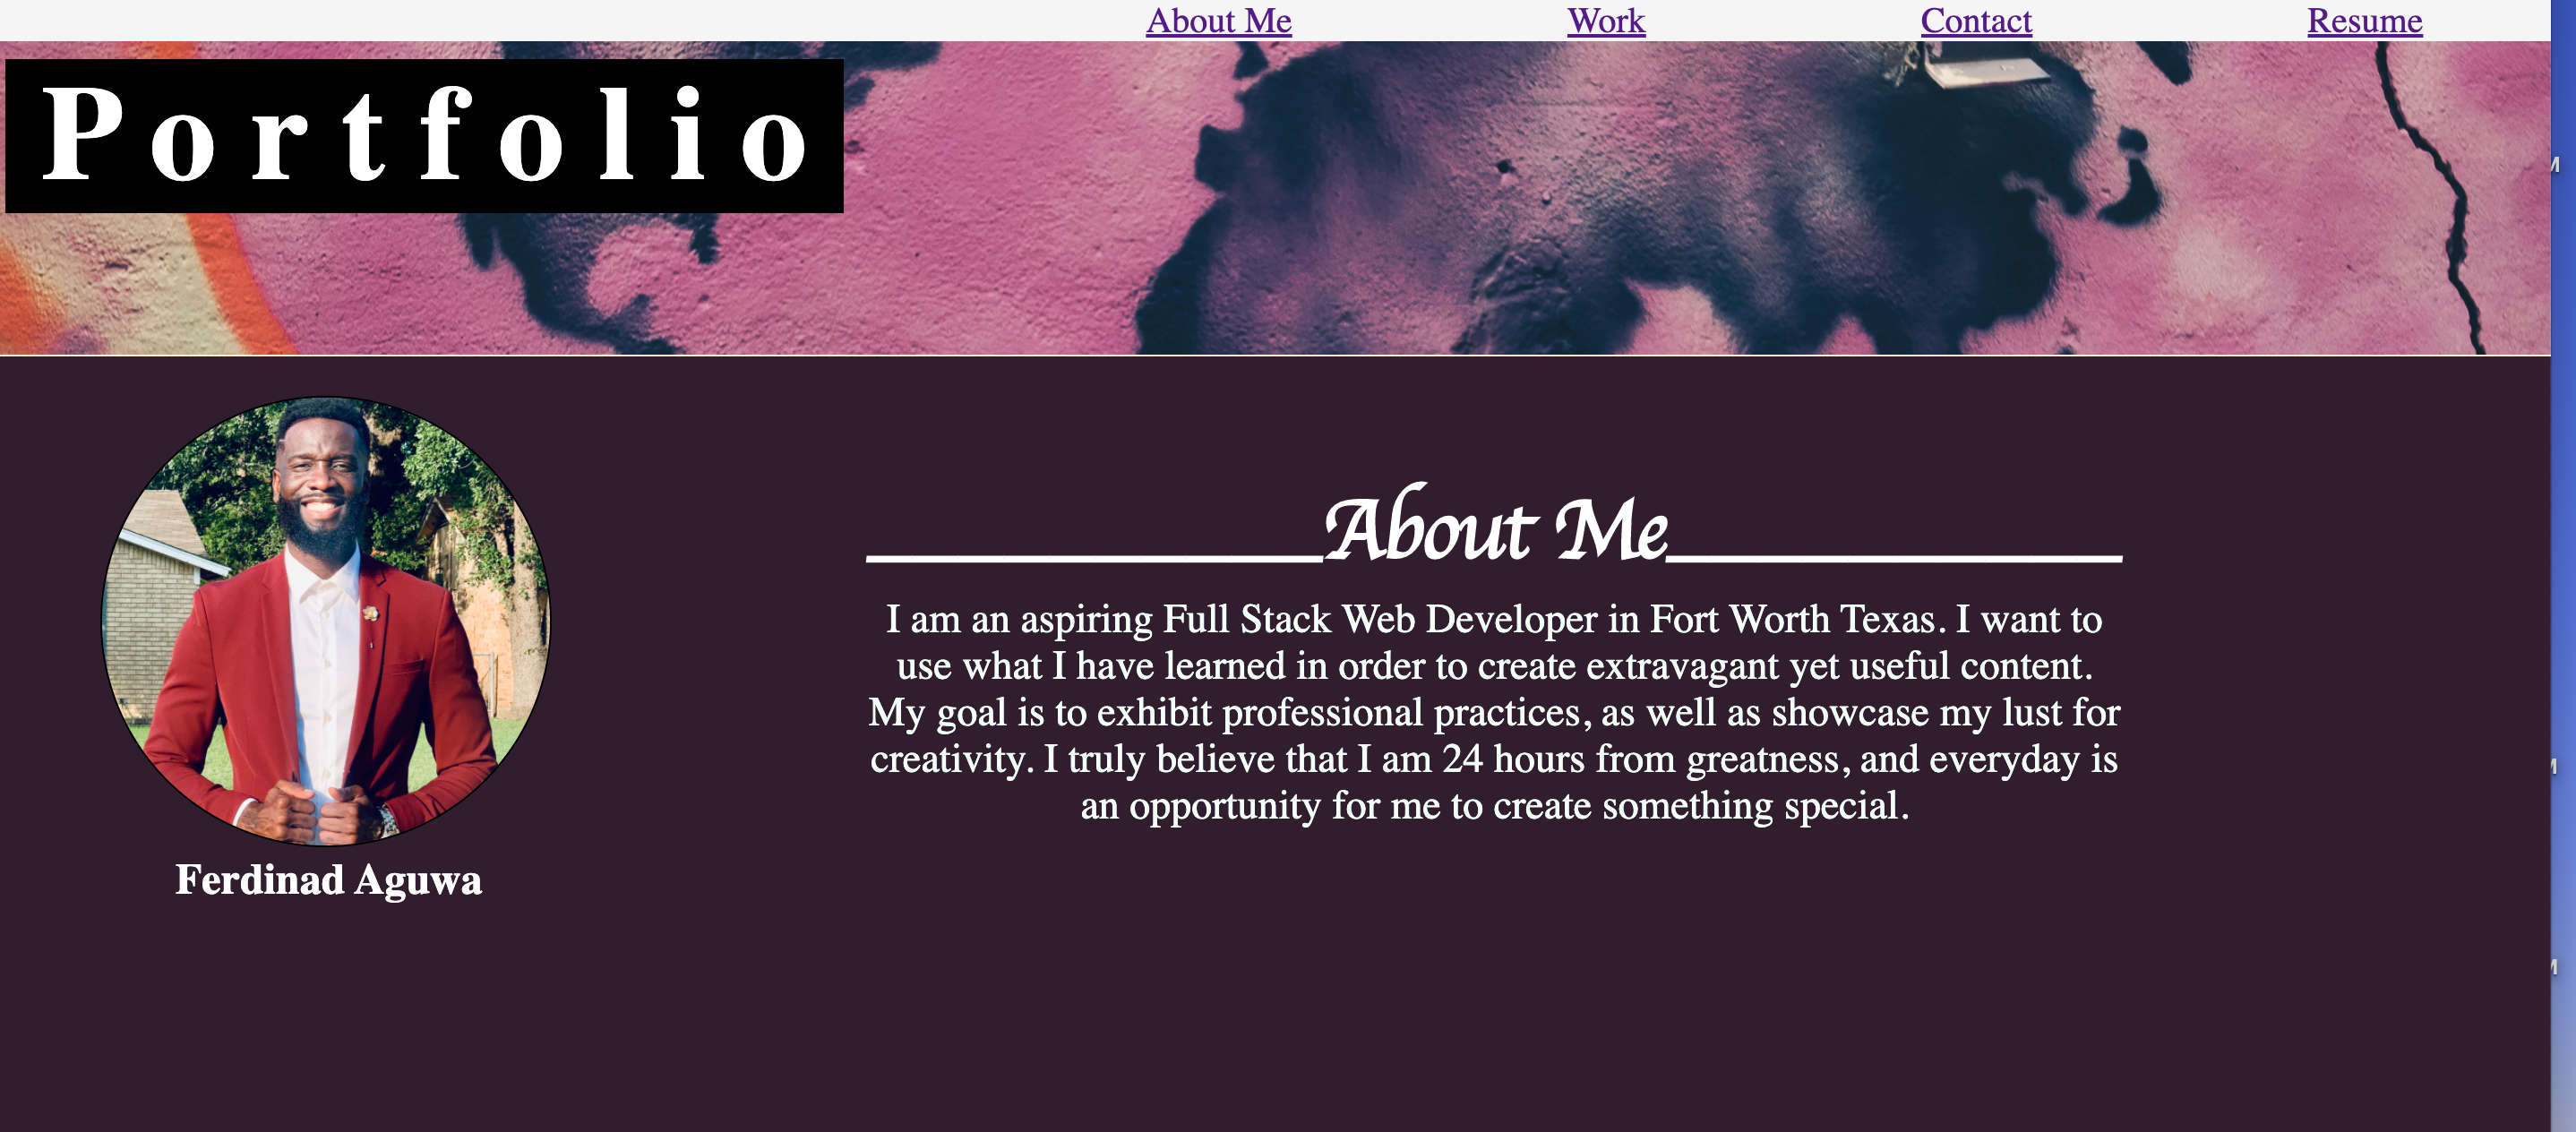 About Me Work Contact Resume
Portfolio
About Me
I am an aspiring Full Stack Web Developer in Fort Worth Texas. I want to
use what I have learned in order to create extravagant yet useful content.
My goal is to exhibit professional practices, as well as showcase my lust for
creativity. I truly believe that I am 24 hours from greatness, and everyday is
an opportunity for me to create something special.
Ferdinad Aguwa